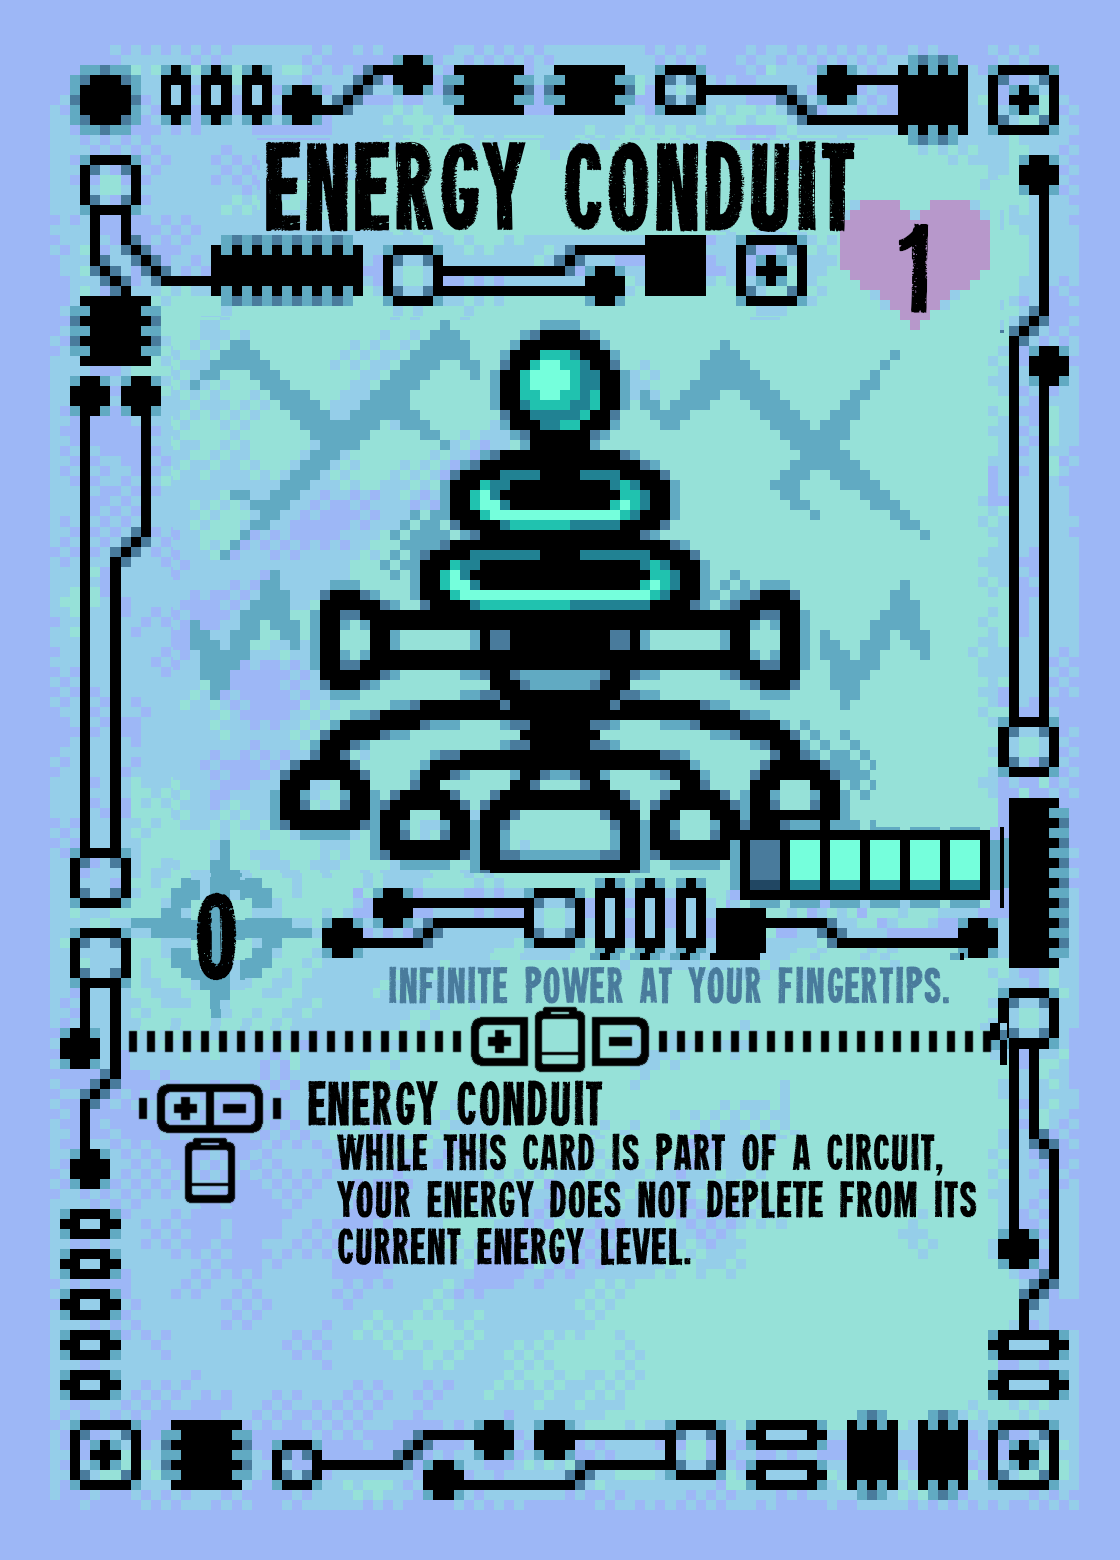 ENERGY CONDUIT
1
0
INFINITE POWER AT YOUR FINGERTIPS.
ENERGY CONDUIT
WHILE THIS CARD IS PART OF A CIRCUIT,
YOUR ENERGY DOES NOT DEPLETE FROM ITS
CURRENT ENERGY LEVEL.